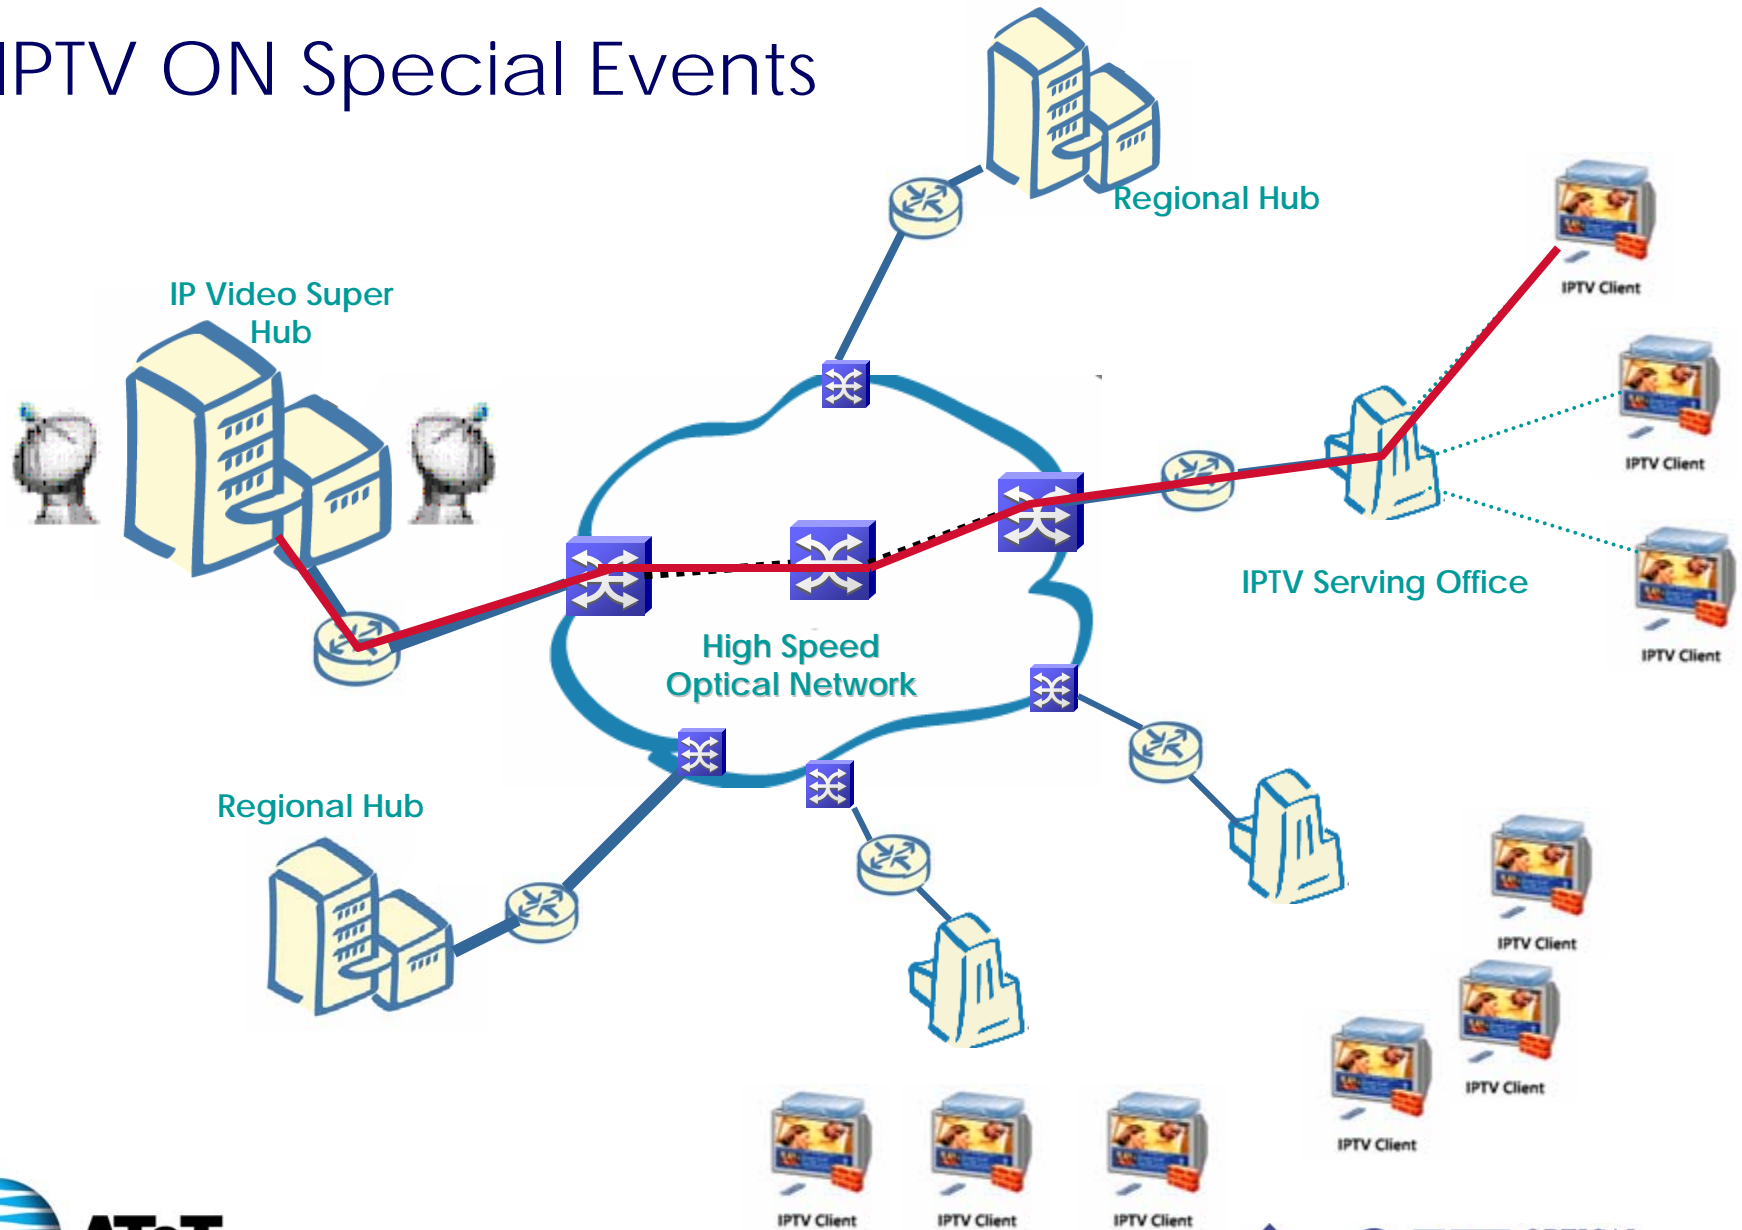 IPTV ON Special Events
Regional Hub
IP Video Super
Hub
IPTV Client
IPTV Client
IPTV Serving Office
IPTV Client
High Speed
Optical Network
Regional Hub
IPTV Client
IPTV Client
IPTV Client
IPTV Client
IPTV Client
IPTV Client
AT&T